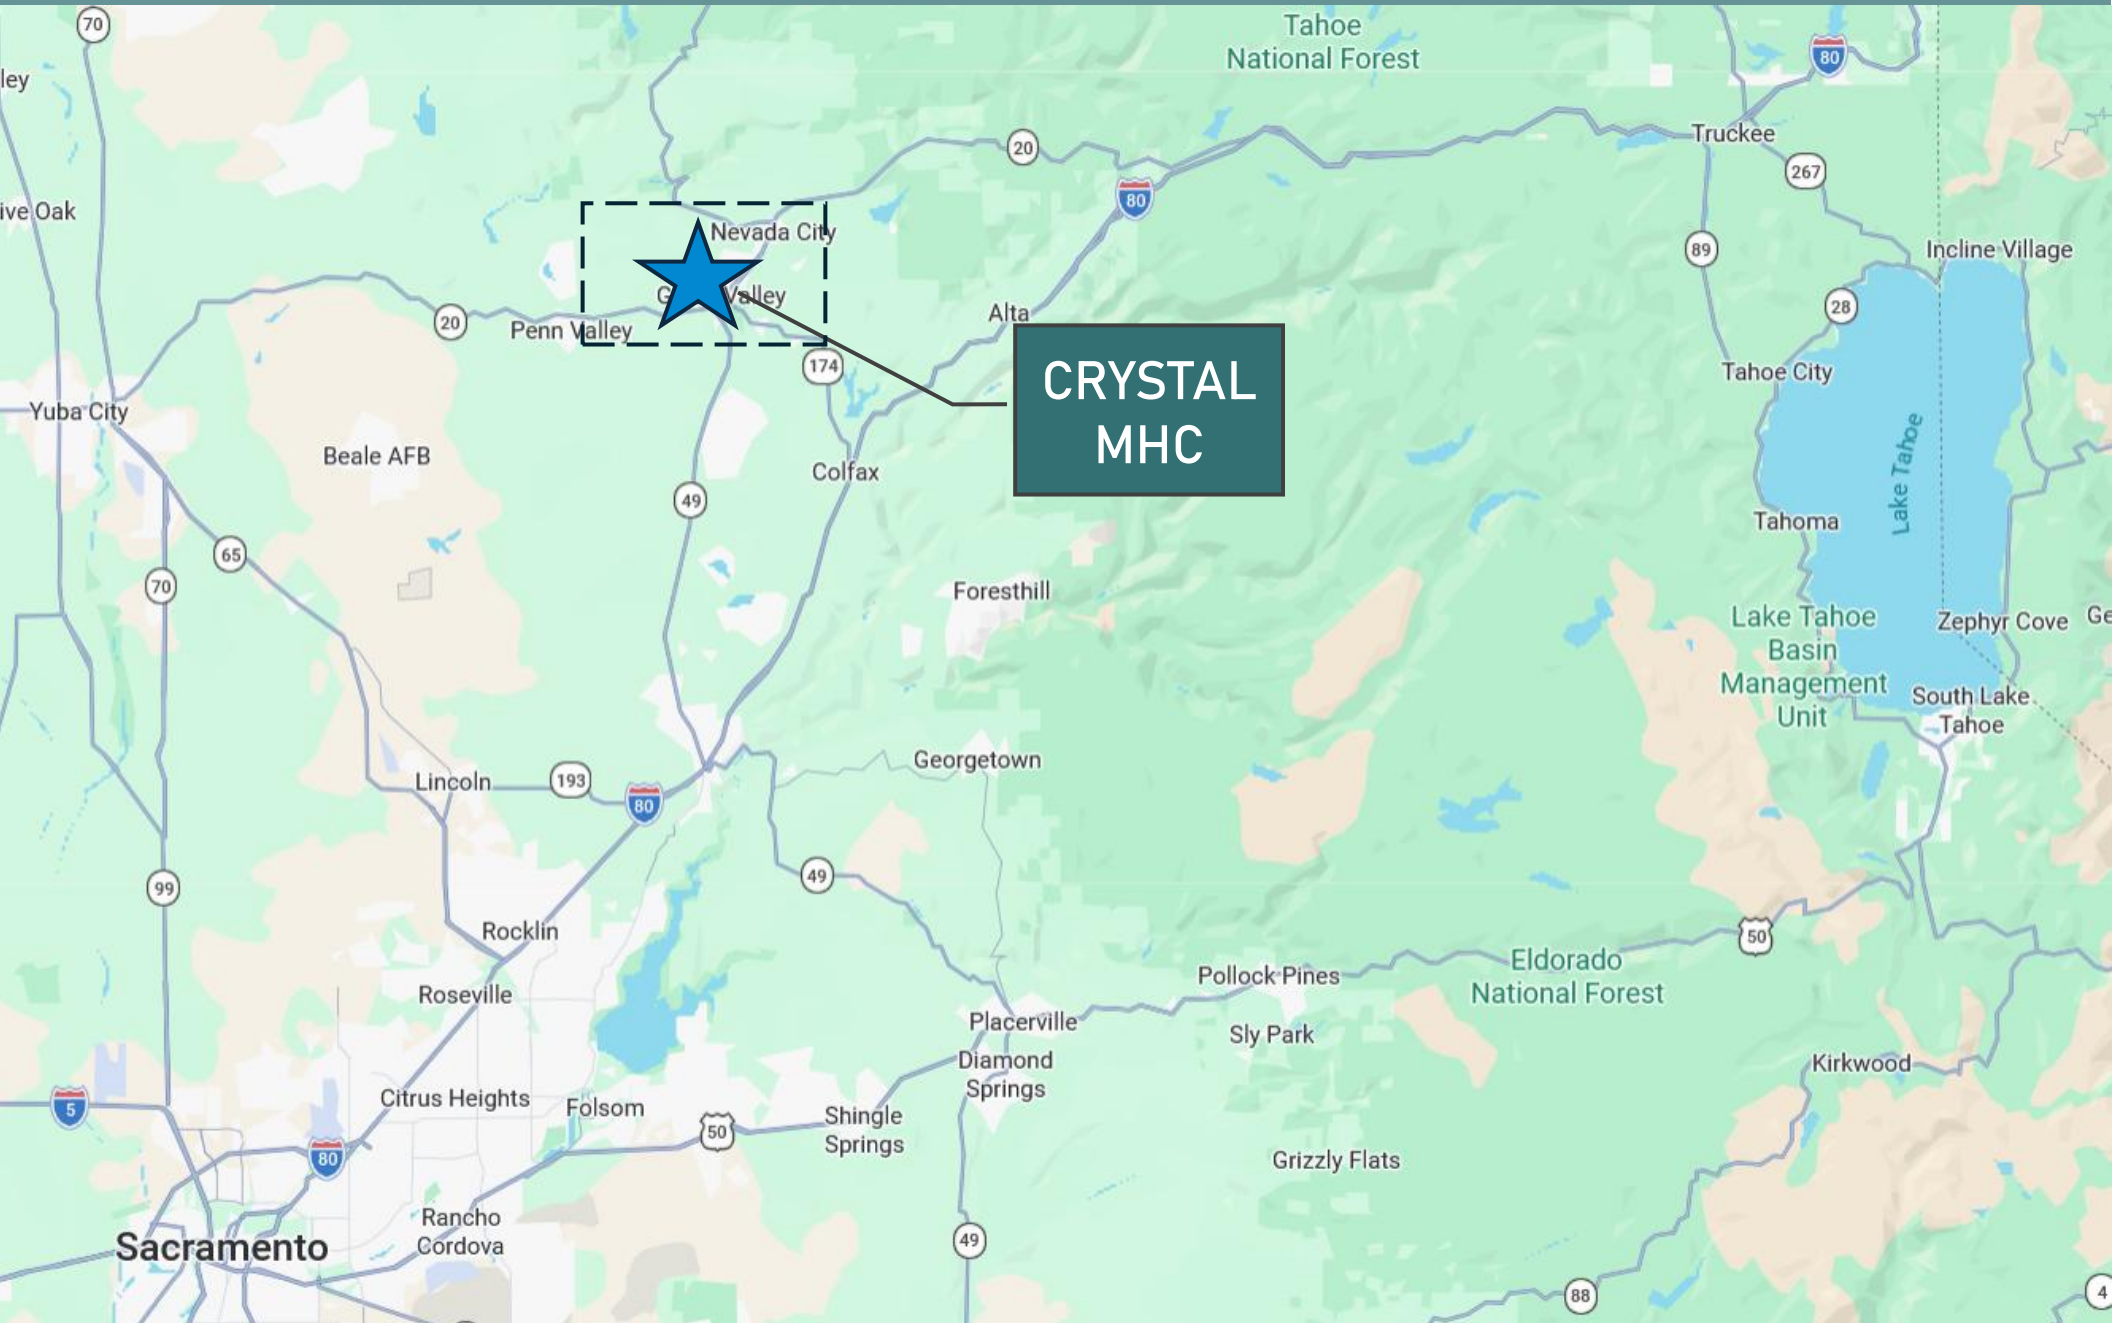 70
Tahoe
National Forest
80
ley
Truckee
20
267
80
ive Oak
Nevada City
89
Incline Village
Valley
28
Alta
20
Penn Valley
174
CRYSTAL
MHC
Tahoe City
Yuba City
Beale AFB
Colfax
Lake Tahoe
49
Tahoma
65
70
Foresthill
Lake Tahoe
Basin
Management
Unit
Zephyr Cove
Ge
South Lake
Tahoe
Georgetown
Lincoln
193
80
49
99
Rocklin
50
Eldorado
National Forest
Pollock Pines
Roseville
Placerville
Sly Park
Diamond
Springs
Kirkwood
5
Citrus Heights
Folsom
Shingle
Springs
50
80
Grizzly Flats
Rancho
Cordova
Sacramento
49
88
4